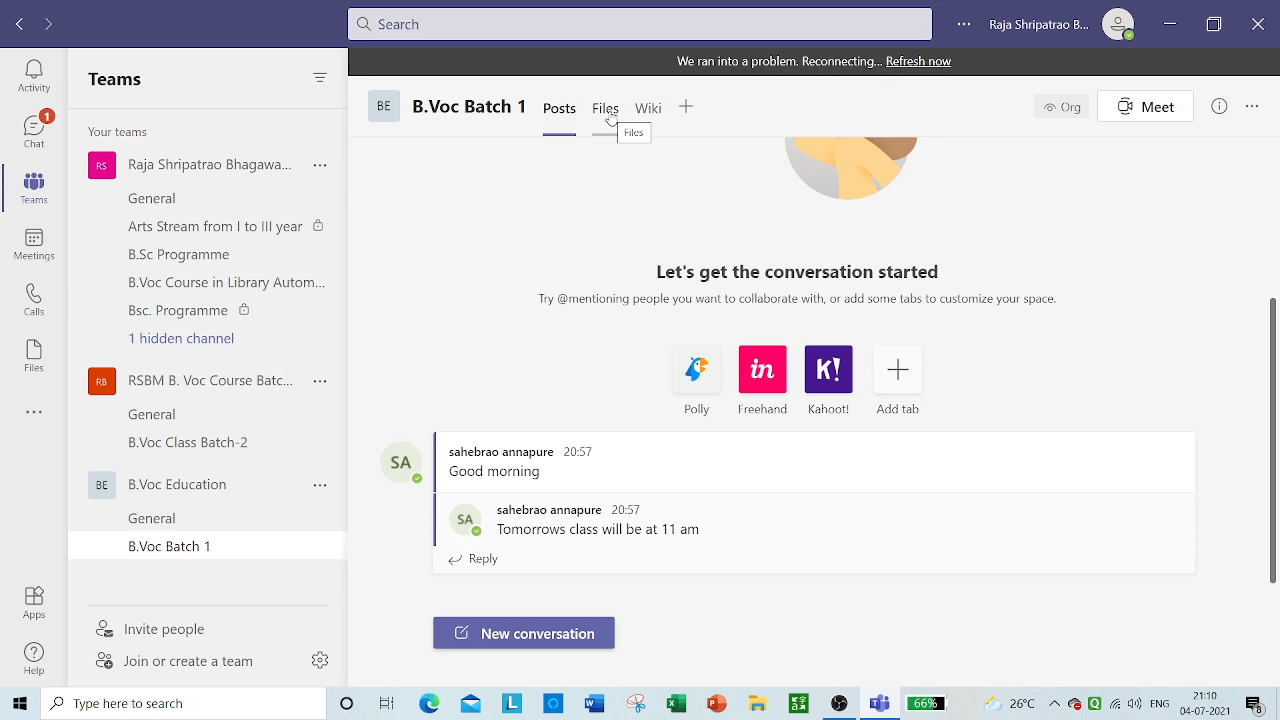 Search
Raja Shripatrao B...
We ran into a problem. Reconnecting... Refresh now
Activity
1
Chat
Teams
Meetings
Calls
Files
Apps
Help
Teams
Your teams
RS Raja Shripatrao Bhagawa...
General
Arts Stream from I to III year
B.Sc Programme
B.Voc Course in Library Autom...
Bsc. Programme
1 hidden channel
RB RSBM B. Voc Course Batc...
General
B.Voc Class Batch-2
BE B.Voc Education
General
B.Voc Batch 1
Invite people
Join or create a team
BE B.Voc Batch 1 Posts Files Wiki Org Meet
Files
Let's get the conversation started
Try @mentioning people you want to collaborate with, or add some tabs to customize your space.
in K!
Polly Freehand Kahoot! Add tab
SA sahebrao annapure 20:57
Good morning
SA sahebrao annapure 20:57
Tomorrows class will be at 11 am
Reply
New conversation
Type here to search
66% 26°C ENG 21:10
04-07-2021 8